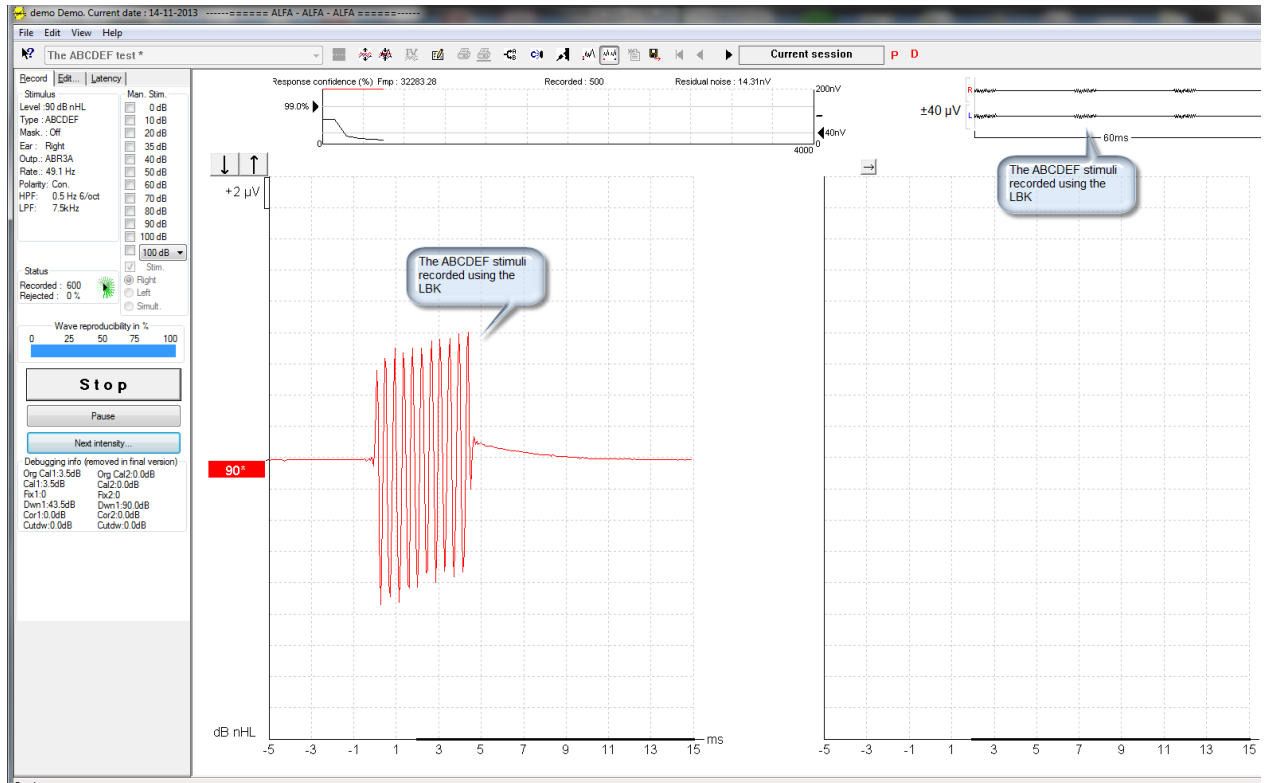 demo Demo. Current date : 14-11-2013 ------====== ALFA - ALFA - ALFA ======------
File Edit View Help
The ABCDEF test *
Current session P D
Record Edit... Latency
Stimulus
Level :90 dB nHL
Type : ABCDEF
Mask. : Off
Ear : Right
Outp.: ABR3A
Rate.: 49.1 Hz
Polarity: Con.
HPF: 0.5 Hz 6/oct
LPF: 7.5kHz
Man. Stim.
0 dB
10 dB
20 dB
35 dB
40 dB
50 dB
60 dB
70 dB
80 dB
90 dB
100 dB
100 dB
Stim.
Right
Left
Simult.
Status
Recorded : 600
Rejected : 0 %
Wave reproducibility in %
0 25 50 75 100
Stop
Pause
Next intensity...
Debugging info (removed in final version)
Org Cal1:3.5dB Org Cal2:0.0dB
Cal1:3.5dB Cal2:0.0dB
Fix1:0 Fix2:0
Dwn1:43.5dB Dwn1:90.0dB
Cor1:0.0dB Cor2:0.0dB
Cutdw:0.0dB Cutdw:0.0dB
Response confidence (%) Fmp : 32283.28 Recorded : 500 Residual noise : 14.31nV
200nV
99.0%
40nV
0 0
4000
+2 µV
The ABCDEF stimuli
recorded using the
LBK
90*
dB nHL
ms
-5 -3 -1 1 3 5 7 9 11 13 15
R
±40 µV
L
60ms
The ABCDEF stimuli
recorded using the
LBK
-5 -3 -1 1 3 5 7 9 11 13 15